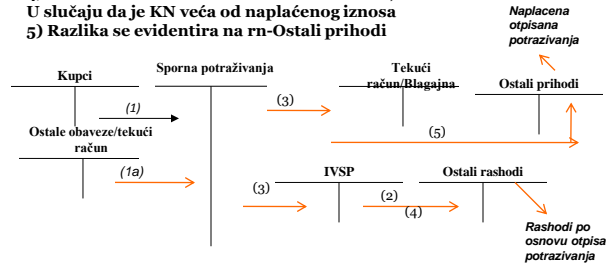 U slučaju da je KN veća od naplaćenog iznosa
5) Razlika se evidentira na rn-Ostali prihodi
Naplacena
otpisana
potrazivanja
Kupci
Sporna potraživanja
Tekući
račun/Blagajna
Ostali prihodi
(1)
(3)
Ostale obaveze/tekući
račun
(5)
(1a)
IVSP
Ostali rashodi
(3)
(2)
(4)
Rashodi po
osnovu otpisa
potrazivanja